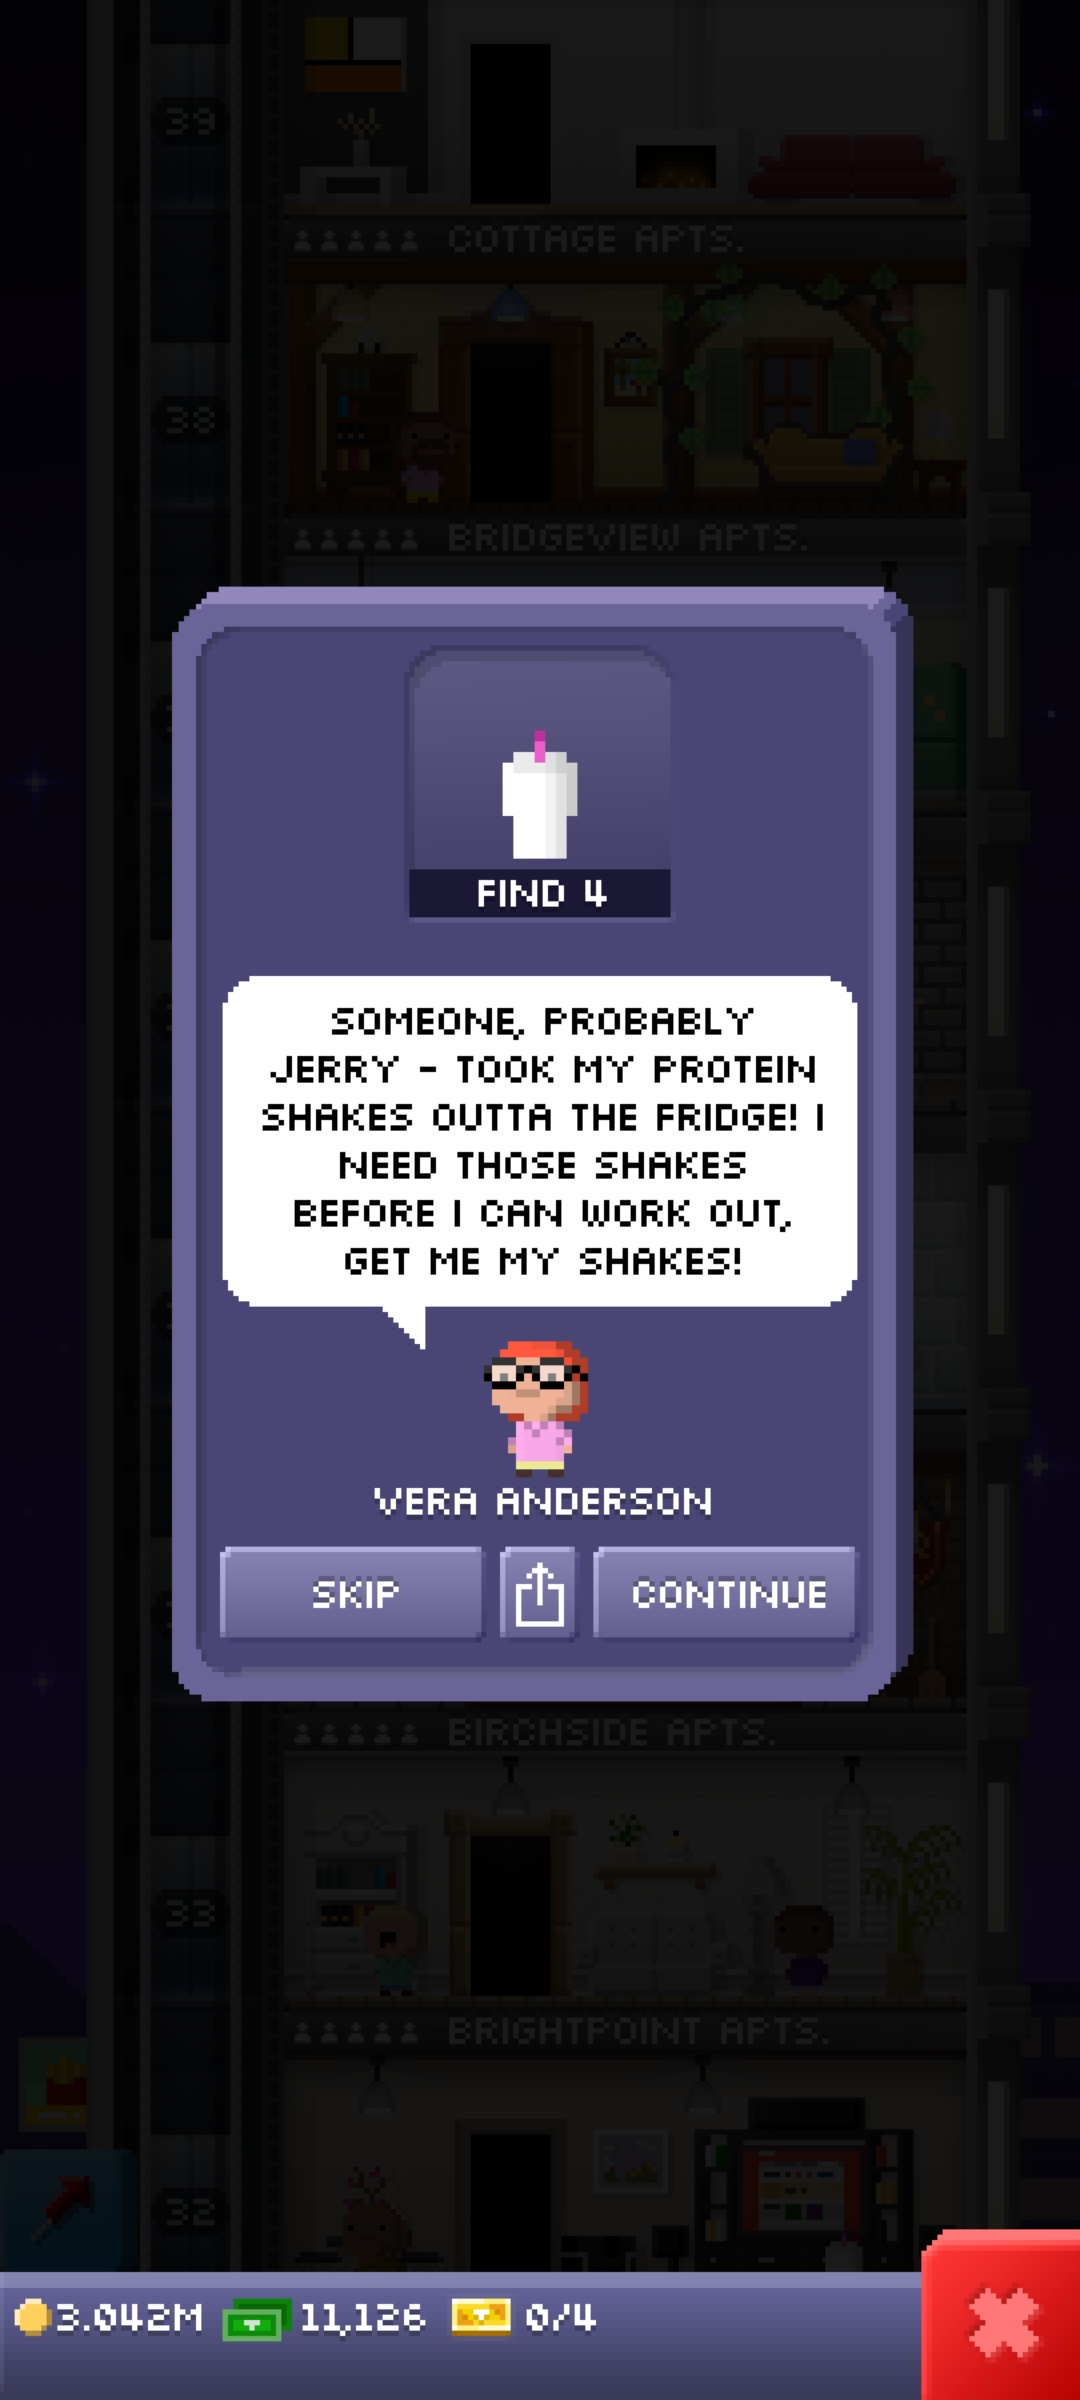 39
COTTAGE APTS.
38
BRIDGEVIEW APTS.
FIND 4
SOMEONE, PROBABLY
JERRY - TOOK MY PROTEIN
SHAKES OUTTA THE FRIDGE! I
NEED THOSE SHAKES
BEFORE I CAN WORK OUT,
GET ME MY SHAKES!
VERA ANDERSON
SKIP
CONTINUE
BIRCHSIDE APTS.
33
BRIGHTPOINT APTS.
32
3.042M 11,126 0/4